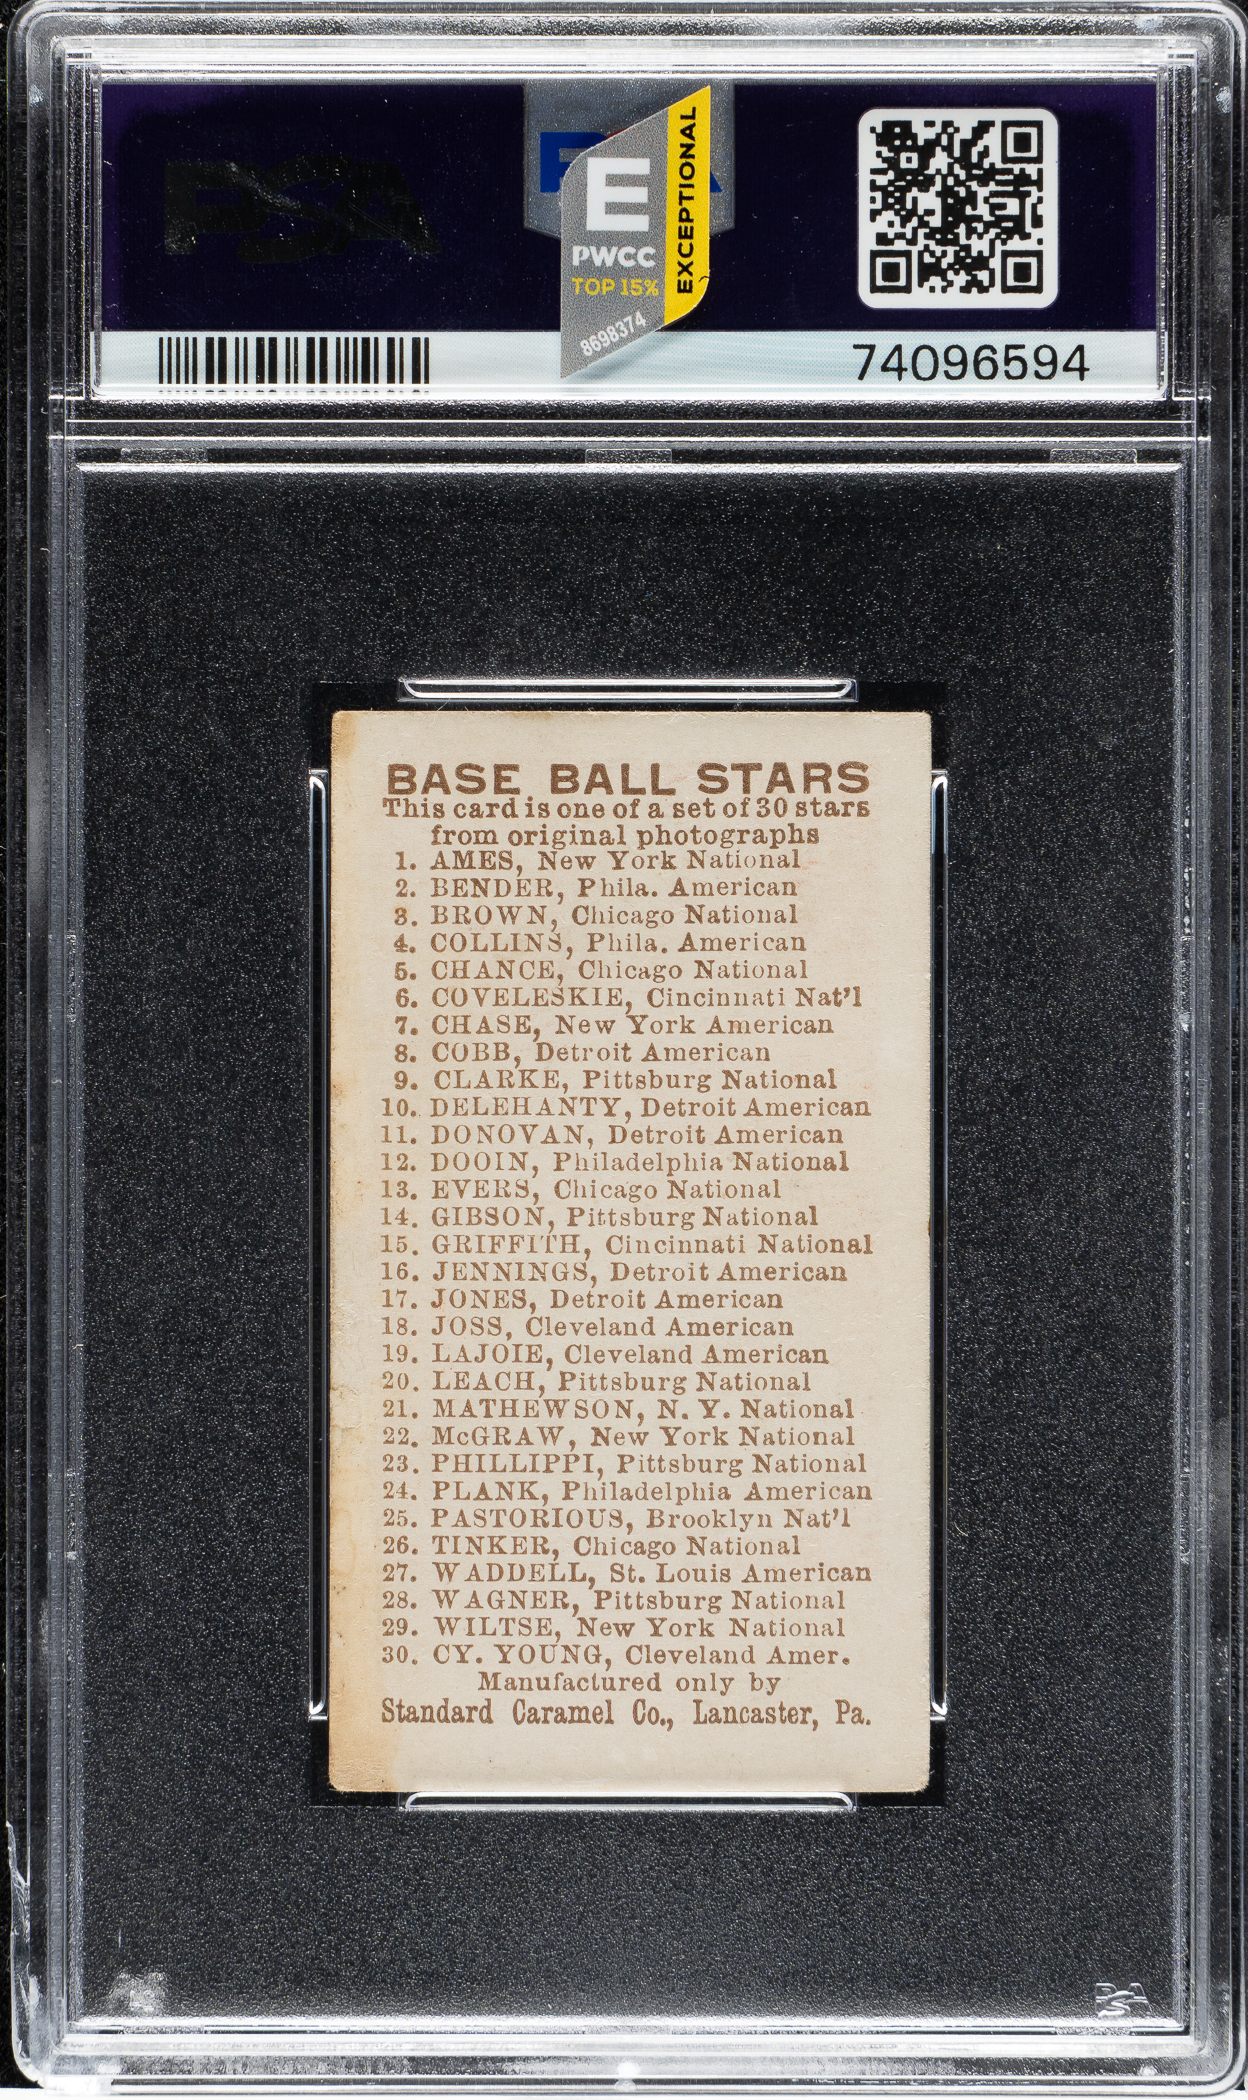 PSA
E
PWCC
TOP 15%
EXCEPTIONAL
8698374
74096594
BASE BALL STARS
This card is one of a set of 30 stars
from original photographs
1. AMES, New York National
2. BENDER, Phila. American
3. BROWN, Chicago National
4. COLLINS, Phila. American
5. CHANCE, Chicago National
6. COVELESKIE, Cincinnati Nat'l
7. CHASE, New York American
8. COBB, Detroit American
9. CLARKE, Pittsburg National
10. DELEHANTY, Detroit American
11. DONOVAN, Detroit American
12. DOOIN, Philadelphia National
13. EVERS, Chicago National
14. GIBSON, Pittsburg National
15. GRIFFITH, Cincinnati National
16. JENNINGS, Detroit American
17. JONES, Detroit American
18. JOSS, Cleveland American
19. LAJOIE, Cleveland American
20. LEACH, Pittsburg National
21. MATHEWSON, N. Y. National
22. McGRAW, New York National
23. PHILLIPPI, Pittsburg National
24. PLANK, Philadelphia American
25. PASTORIOUS, Brooklyn Nat'l
26. TINKER, Chicago National
27. WADDELL, St. Louis American
28. WAGNER, Pittsburg National
29. WILTSE, New York National
30. CY. YOUNG, Cleveland Amer.
Manufactured only by
Standard Caramel Co., Lancaster, Pa.
PSA